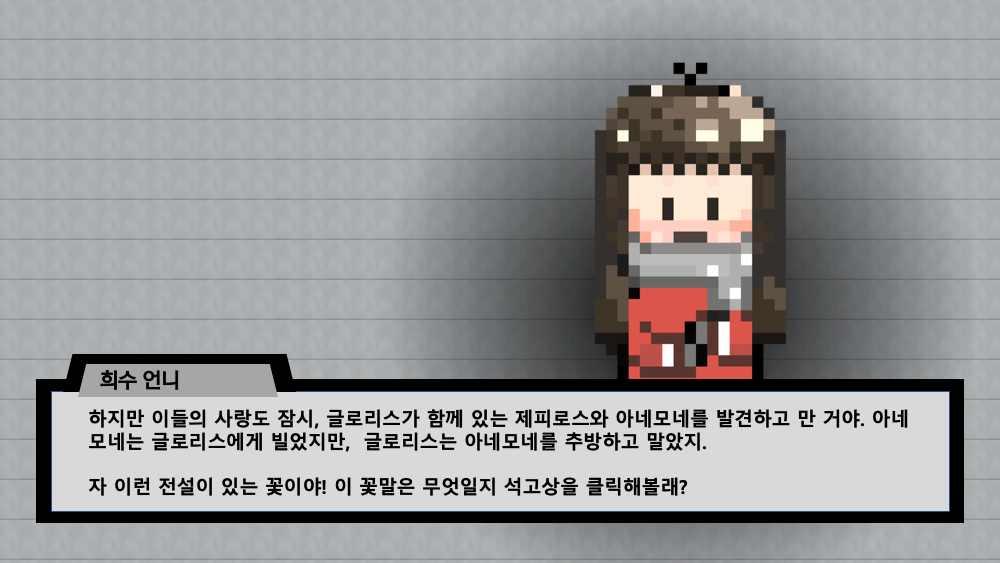 희수 언니
하지만 이들의 사랑도 잠시, 글로리스가 함께 있는 제피로스와 아네모네를 발견하고 만 거야. 아네
모네는 글로리스에게 빌었지만, 글로리스는 아네모네를 추방하고 말았지.
자 이런 전설이 있는 꽃이야! 이 꽃말은 무엇일지 석고상을 클릭해볼래?